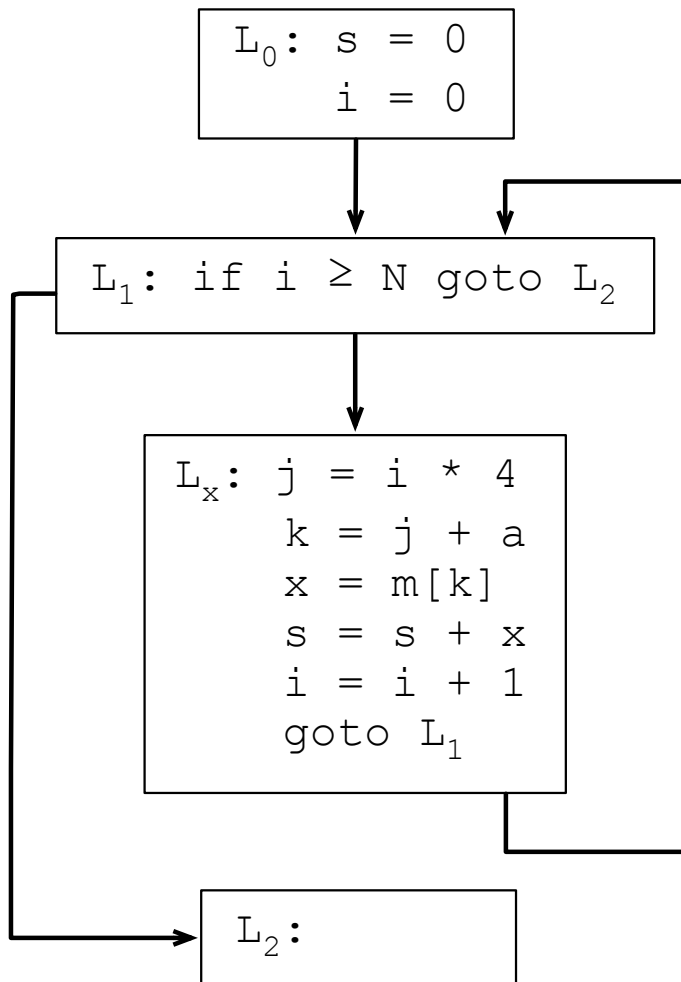 L₀: s = 0
i = 0
L₁: if i ≥ N goto L₂
Lₓ: j = i * 4
k = j + a
x = m[k]
s = s + x
i = i + 1
goto L₁
L₂: